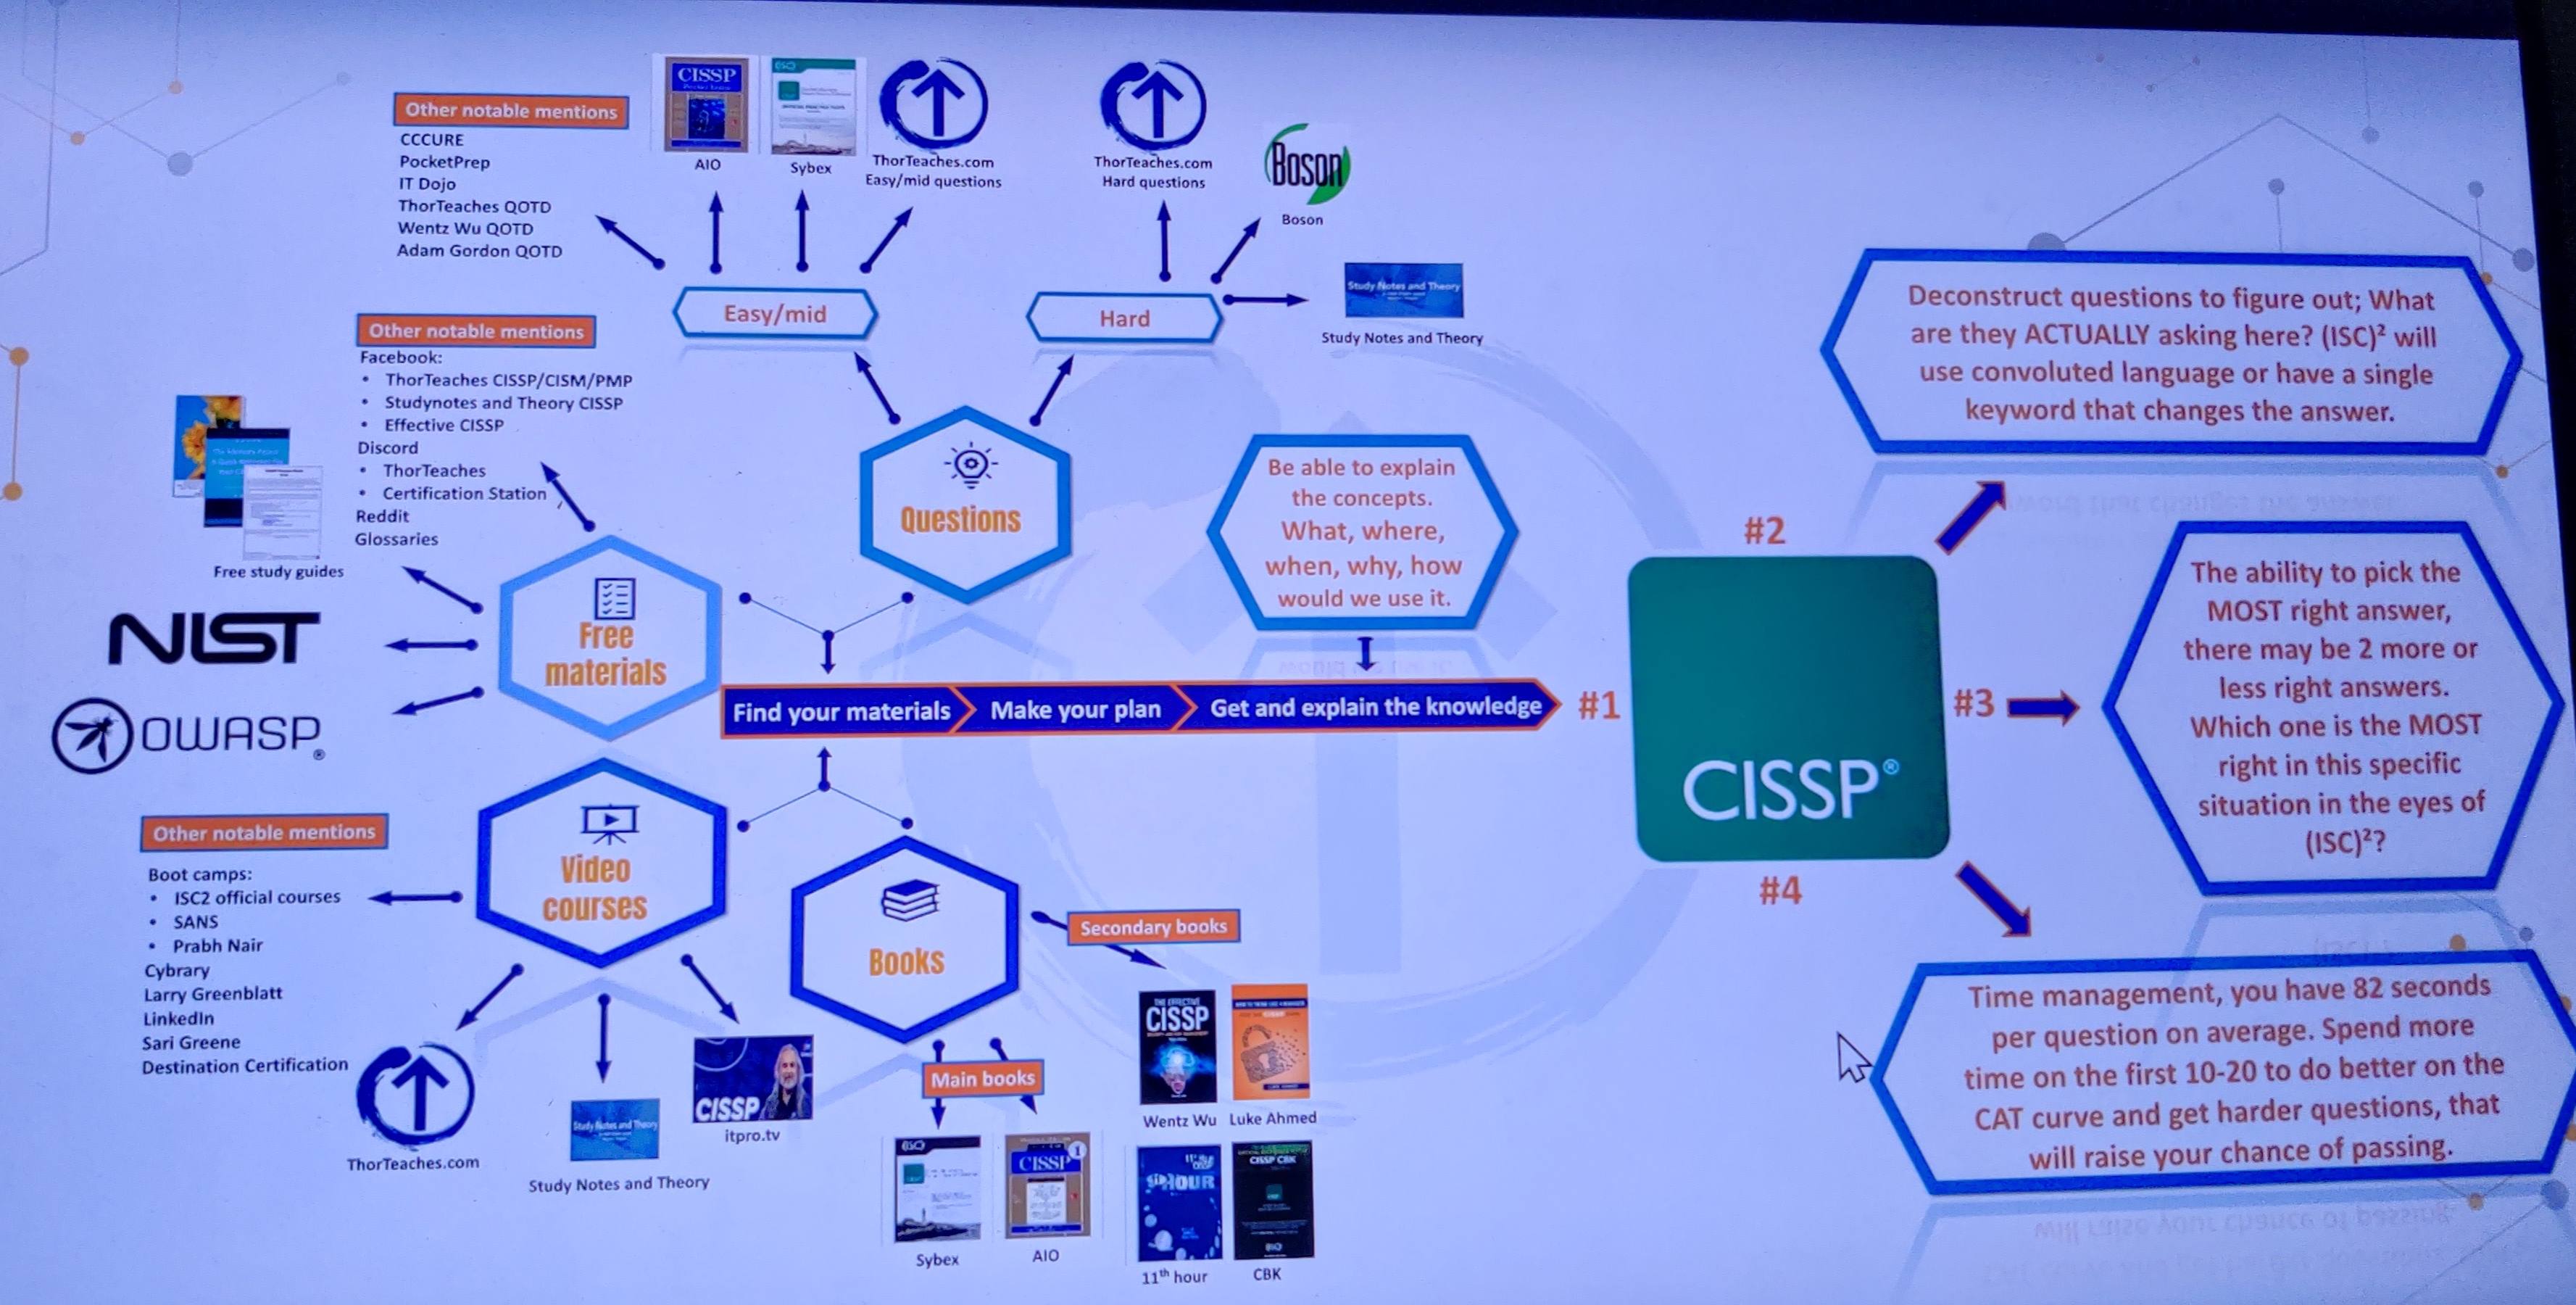 Other notable mentions
CCCURE
PocketPrep
IT Dojo
ThorTeaches QOTD
Wentz Wu QOTD
Adam Gordon QOTD
CISSP
AIO
Sybex
ThorTeaches.com
Easy/mid questions
ThorTeaches.com
Hard questions
BOSON
Boson
Study Notes and Theory
Study Notes and Theory
Easy/mid
Hard
Other notable mentions
Facebook:
• ThorTeaches CISSP/CISM/PMP
• Studynotes and Theory CISSP
• Effective CISSP
Discord
• ThorTeaches
• Certification Station
Reddit
Glossaries
Free study guides
NIST
OWASP®
Free
materials
Questions
Be able to explain
the concepts.
What, where,
when, why, how
would we use it.
Find your materials
Make your plan
Get and explain the knowledge
#1
#2
CISSP®
#3
#4
Deconstruct questions to figure out; What
are they ACTUALLY asking here? (ISC)² will
use convoluted language or have a single
keyword that changes the answer.
The ability to pick the
MOST right answer,
there may be 2 more or
less right answers.
Which one is the MOST
right in this specific
situation in the eyes of
(ISC)²?
Time management, you have 82 seconds
per question on average. Spend more
time on the first 10-20 to do better on the
CAT curve and get harder questions, that
will raise your chance of passing.
Other notable mentions
Boot camps:
• ISC2 official courses
• SANS
• Prabh Nair
Cybrary
Larry Greenblatt
LinkedIn
Sari Greene
Destination Certification
Video
courses
ThorTeaches.com
Study Notes and Theory
Study Notes and Theory
CISSP
itpro.tv
Books
Secondary books
THE EFFECTIVE
CISSP
Wentz Wu
Luke Ahmed
HOUR
11th hour
CISSP CBK
CBK
Main books
Sybex
CISSP
1
AIO